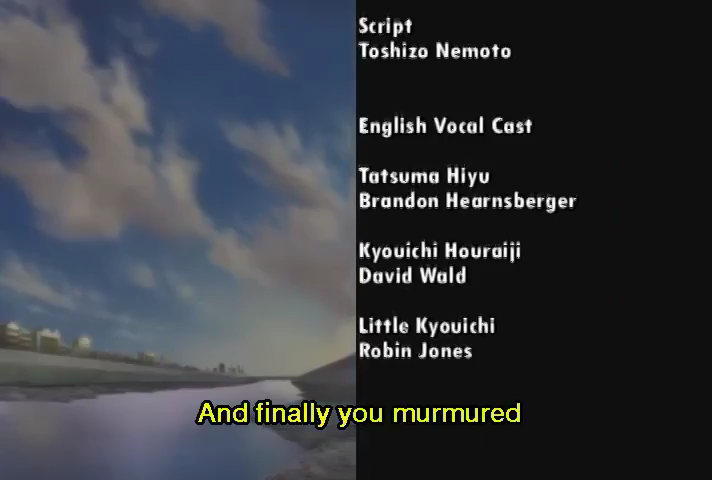 Script
Toshizo Nemoto
English Vocal Cast
Tatsuma Hiyu
Brandon Hearnsberger
Kyouichi Houraiji
David Wald
Little Kyouichi
Robin Jones
And finally you murmured